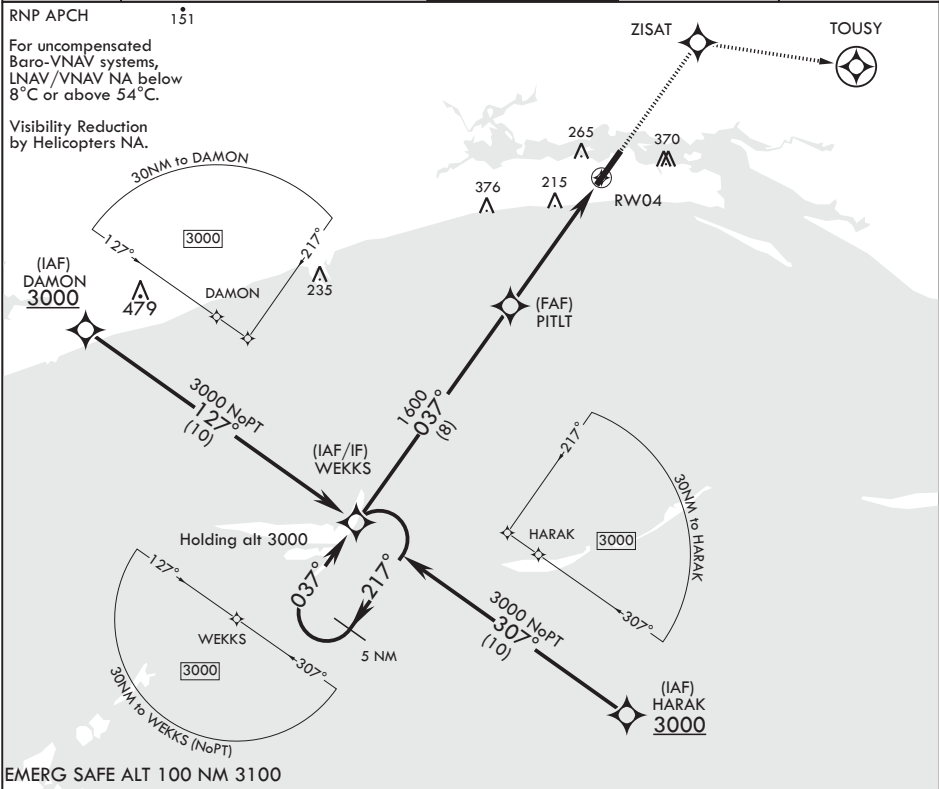 RNP APCH
151
For uncompensated
Baro-VNAV systems,
LNAV/VNAV NA below
8°C or above 54°C.
Visibility Reduction
by Helicopters NA.
ZISAT
TOUSY
265
370
376
215
RW04
30NM to DAMON
3000
127°
217°
DAMON
235
(IAF)
DAMON
3000
479
(FAF)
PITLT
3000 NoPT
127°
(10)
1600
037°
(8)
(IAF/IF)
WEKKS
Holding alt 3000
037°
217°
5 NM
217°
30NM to HARAK
HARAK
3000
307°
3000 NoPT
307°
(10)
127°
WEKKS
3000
307°
30NM to WEKKS (NoPT)
(IAF)
HARAK
3000
EMERG SAFE ALT 100 NM 3100